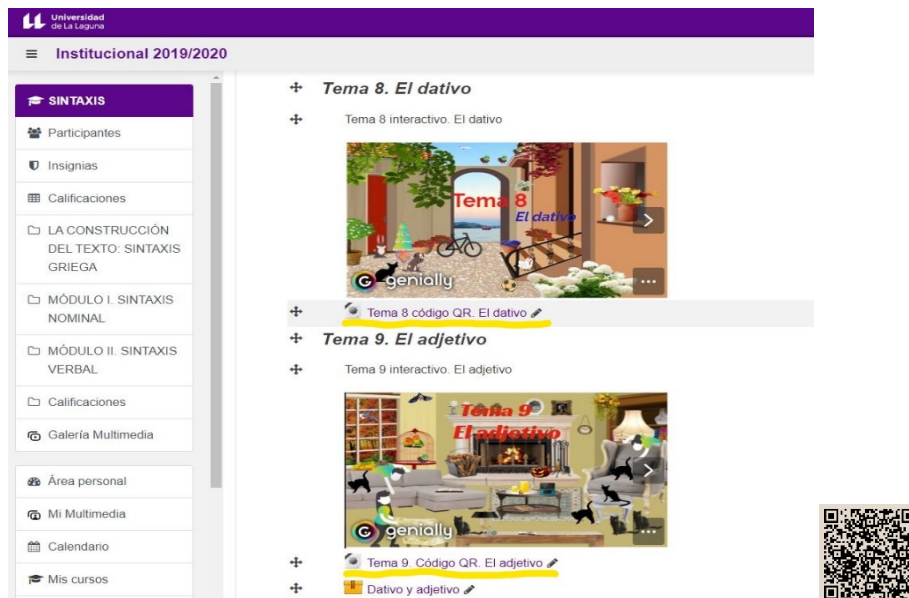 Universidad
de La Laguna
Institucional 2019/2020
SINTAXIS
Participantes
Insignias
Calificaciones
LA CONSTRUCCIÓN
DEL TEXTO: SINTAXIS
GRIEGA
MÓDULO I. SINTAXIS
NOMINAL
MÓDULO II. SINTAXIS
VERBAL
Calificaciones
Galería Multimedia
Área personal
Mi Multimedia
Calendario
Mis cursos
Tema 8. El dativo
Tema 8 interactivo. El dativo
Tema 8
El dativo
genially
Tema 8 código QR. El dativo
Tema 9. El adjetivo
Tema 9 interactivo. El adjetivo
Tema 9
El adjetivo
genially
Tema 9. Código QR. El adjetivo
Dativo y adjetivo